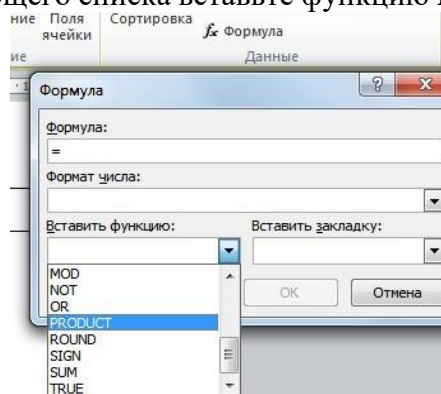 щего списка вставьте функцию
ние Поля Сортировка
ячейки fx Формула
ие Данные
Формула
Формула:
=
Формат числа:
Вставить функцию: Вставить закладку:
MOD
NOT
OR OK Отмена
PRODUCT
ROUND
SIGN
SUM
TRUE